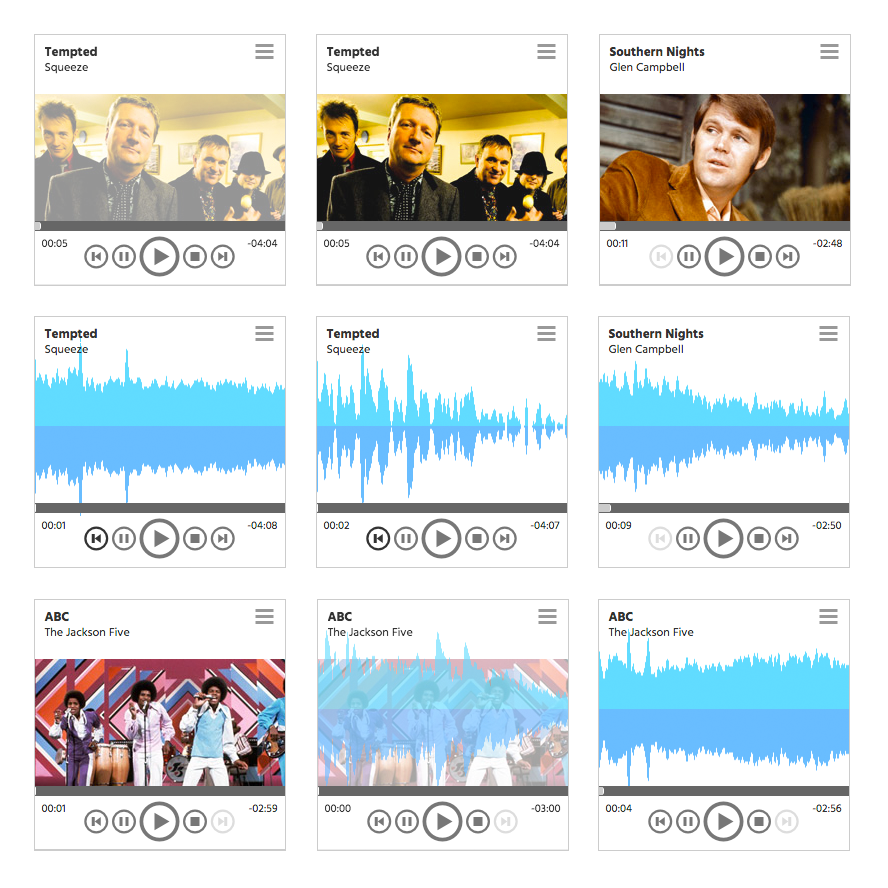 Tempted
Squeeze
00:05 -04:04
Tempted
Squeeze
00:05 -04:04
Southern Nights
Glen Campbell
00:11 -02:48
Tempted
Squeeze
00:01 -04:08
Tempted
Squeeze
00:02 -04:07
Southern Nights
Glen Campbell
00:09 -02:50
ABC
The Jackson Five
00:01 -02:59
ABC
The Jackson Five
00:00 -03:00
ABC
The Jackson Five
00:04 -02:56